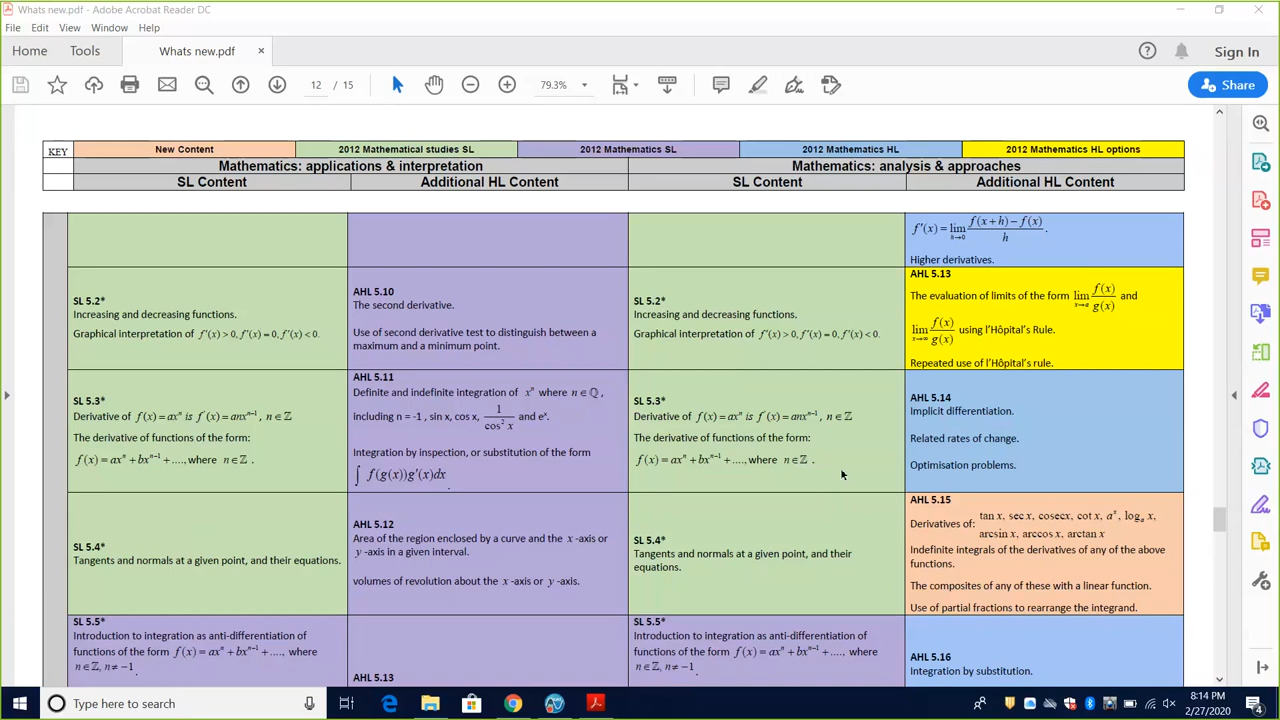 Whats new.pdf - Adobe Acrobat Reader DC
File Edit View Window Help
Home Tools Whats new.pdf × Sign In
12 / 15 79.3% Share
KEY New Content 2012 Mathematical studies SL 2012 Mathematics SL 2012 Mathematics HL 2012 Mathematics HL options
Mathematics: applications & interpretation Mathematics: analysis & approaches
SL Content Additional HL Content SL Content Additional HL Content
f'(x) = lim h→0 f(x+h) − f(x) / h .
Higher derivatives.
SL 5.2*
Increasing and decreasing functions.
Graphical interpretation of f'(x) > 0, f'(x) = 0, f'(x) < 0.
AHL 5.10
The second derivative.
Use of second derivative test to distinguish between a
maximum and a minimum point.
SL 5.2*
Increasing and decreasing functions.
Graphical interpretation of f'(x) > 0, f'(x) = 0, f'(x) < 0.
AHL 5.13
The evaluation of limits of the form lim x→a f(x)/g(x) and
lim x→∞ f(x)/g(x) using l'Hôpital's Rule.
Repeated use of l'Hôpital's rule.
SL 5.3*
Derivative of f(x) = axⁿ is f'(x) = anxⁿ⁻¹, n ∈ ℤ
The derivative of functions of the form:
f(x) = axⁿ + bxⁿ⁻¹ + ...., where n ∈ ℤ .
AHL 5.11
Definite and indefinite integration of xⁿ where n ∈ ℚ ,
including n = -1 , sin x, cos x, 1/cos² x and eˣ.
Integration by inspection, or substitution of the form
∫ f(g(x))g'(x)dx .
SL 5.3*
Derivative of f(x) = axⁿ is f'(x) = anxⁿ⁻¹, n ∈ ℤ
The derivative of functions of the form:
f(x) = axⁿ + bxⁿ⁻¹ + ...., where n ∈ ℤ .
AHL 5.14
Implicit differentiation.
Related rates of change.
Optimisation problems.
SL 5.4*
Tangents and normals at a given point, and their equations.
AHL 5.12
Area of the region enclosed by a curve and the x -axis or
y -axis in a given interval.
volumes of revolution about the x -axis or y -axis.
SL 5.4*
Tangents and normals at a given point, and their
equations.
AHL 5.15
Derivatives of: tan x, sec x, cosec x, cot x, aˣ, logₐ x,
arcsin x, arccos x, arctan x
Indefinite integrals of the derivatives of any of the above
functions.
The composites of any of these with a linear function.
Use of partial fractions to rearrange the integrand.
SL 5.5*
Introduction to integration as anti-differentiation of
functions of the form f(x) = axⁿ + bxⁿ⁻¹ + ...., where
n ∈ ℤ, n ≠ −1 .
AHL 5.13
SL 5.5*
Introduction to integration as anti-differentiation of
functions of the form f(x) = axⁿ + bxⁿ⁻¹ + ...., where
n ∈ ℤ, n ≠ −1 .
AHL 5.16
Integration by substitution.
Type here to search
8:14 PM
2/27/2020
4